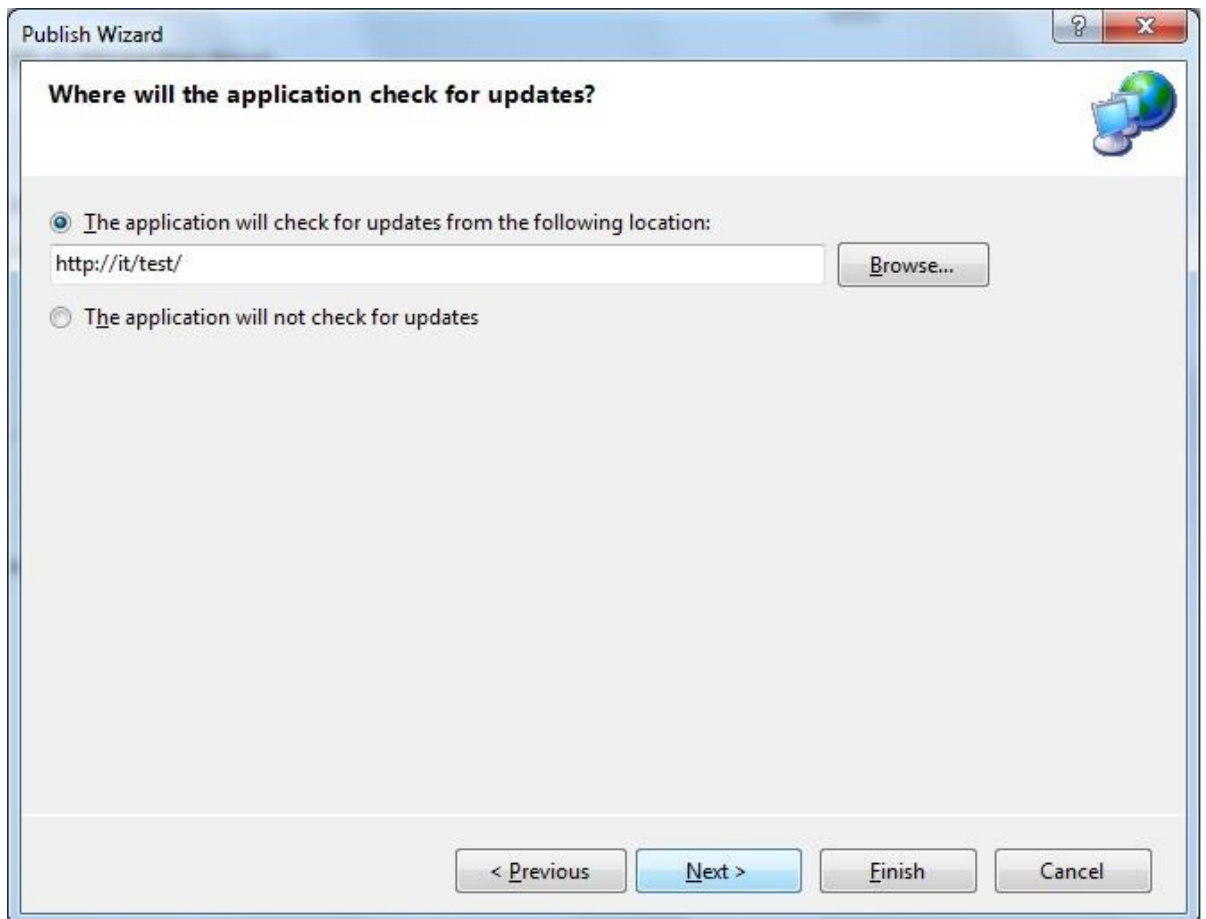 Publish Wizard
?
X
Where will the application check for updates?
The application will check for updates from the following location:
http://it/test/
Browse...
The application will not check for updates
< Previous
Next >
Finish
Cancel